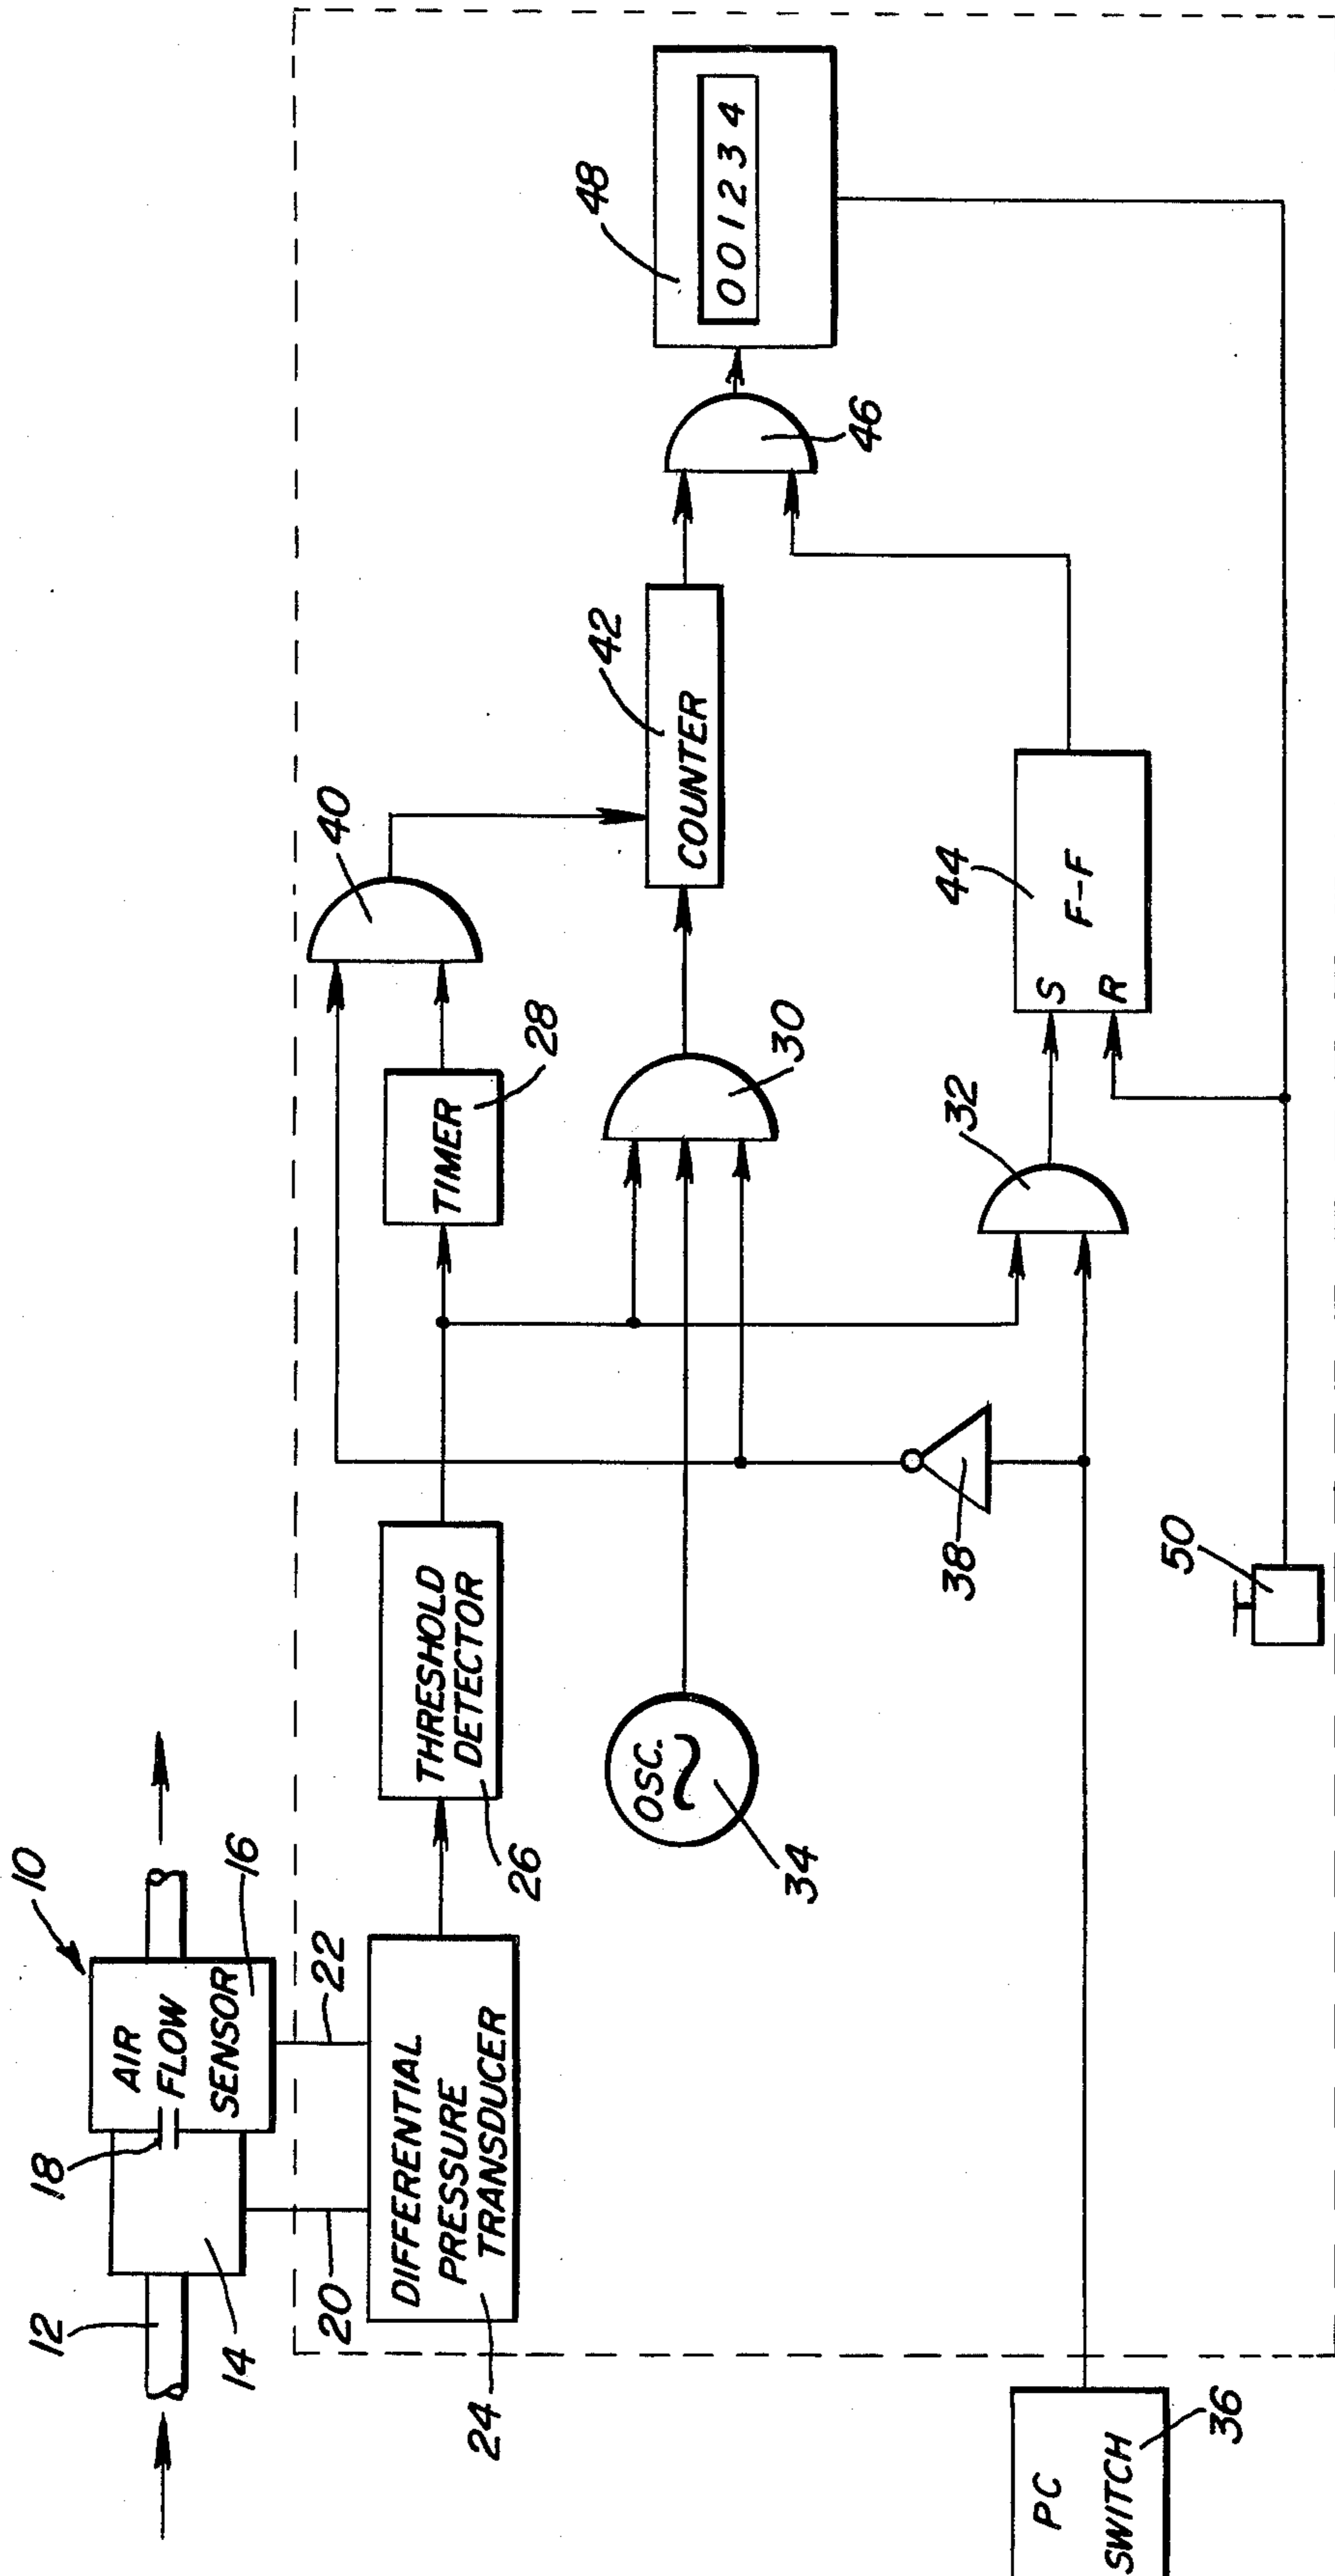 10
12
14
18
AIR
FLOW
SENSOR
16
20
22
DIFFERENTIAL
PRESSURE
TRANSDUCER
24
THRESHOLD
DETECTOR
26
TIMER
28
40
OSC.
34
30
COUNTER
42
46
48
001234
38
32
S
R
F-F
44
50
PC
SWITCH
36